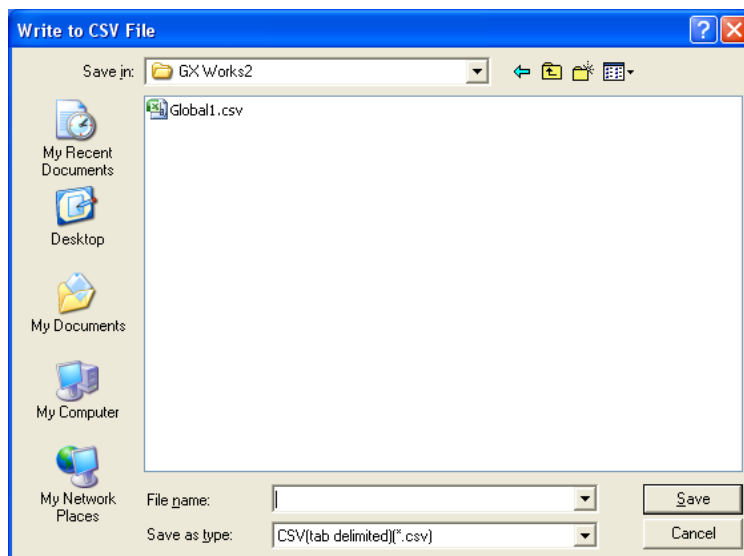 Write to CSV File
Save in: GX Works2
Global1.csv
My Recent
Documents
Desktop
My Documents
My Computer
My Network
Places
File name:
Save
Save as type: CSV(tab delimited)(*.csv)
Cancel